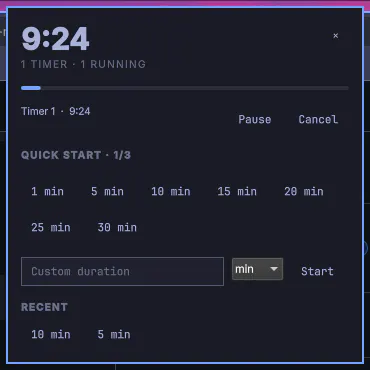 9:24
×
1 TIMER · 1 RUNNING
Timer 1 · 9:24
Pause Cancel
QUICK START · 1/3
1 min 5 min 10 min 15 min 20 min
25 min 30 min
Custom duration min Start
RECENT
10 min 5 min